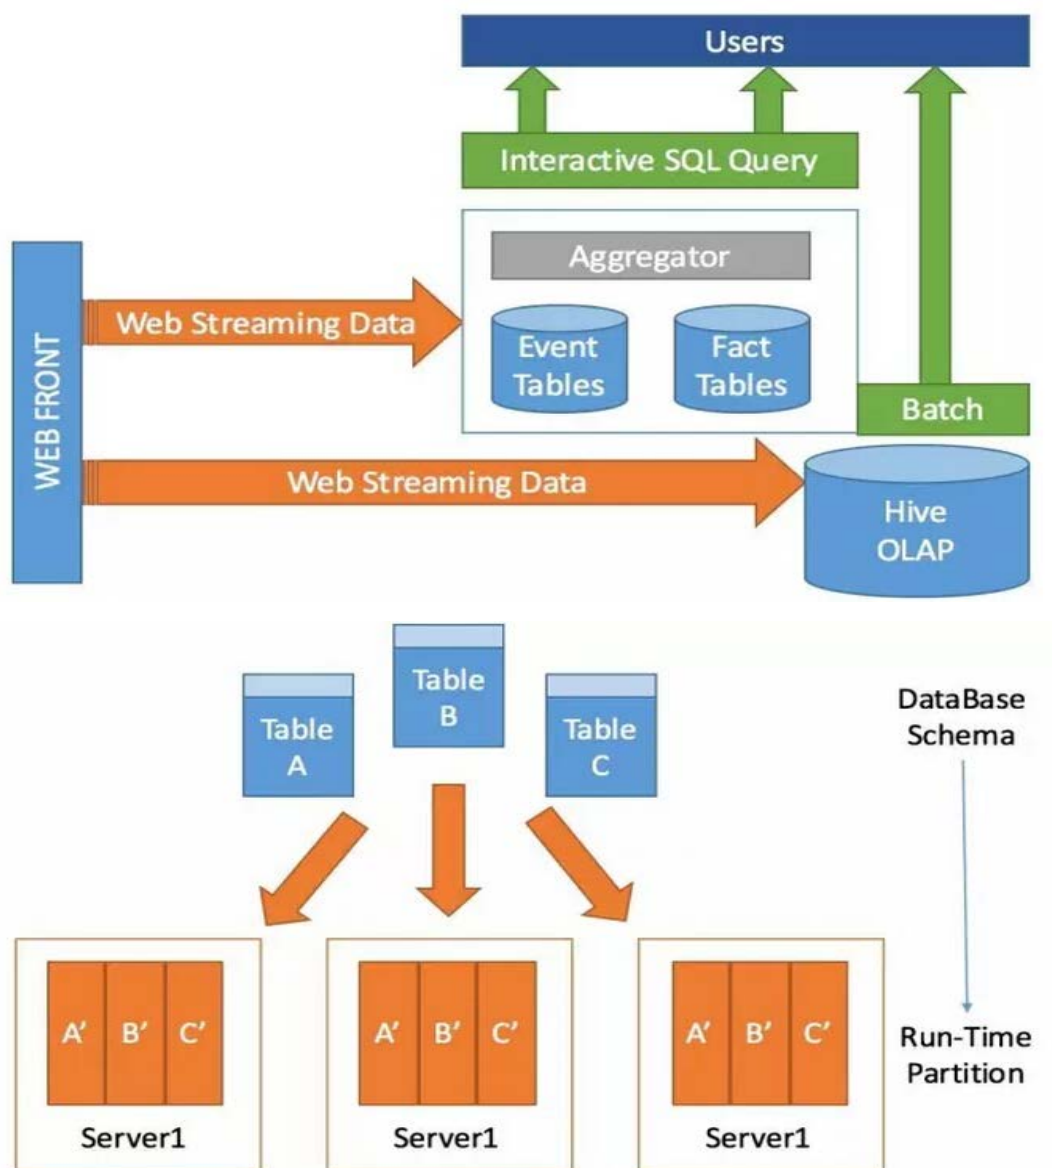 Users
Interactive SQL Query
Aggregator
WEB FRONT
Web Streaming Data
Event
Tables
Fact
Tables
Batch
Web Streaming Data
Hive
OLAP
Table
A
Table
B
Table
C
DataBase
Schema
A’ B’ C’
Server1
A’ B’ C’
Server1
A’ B’ C’
Server1
Run-Time
Partition